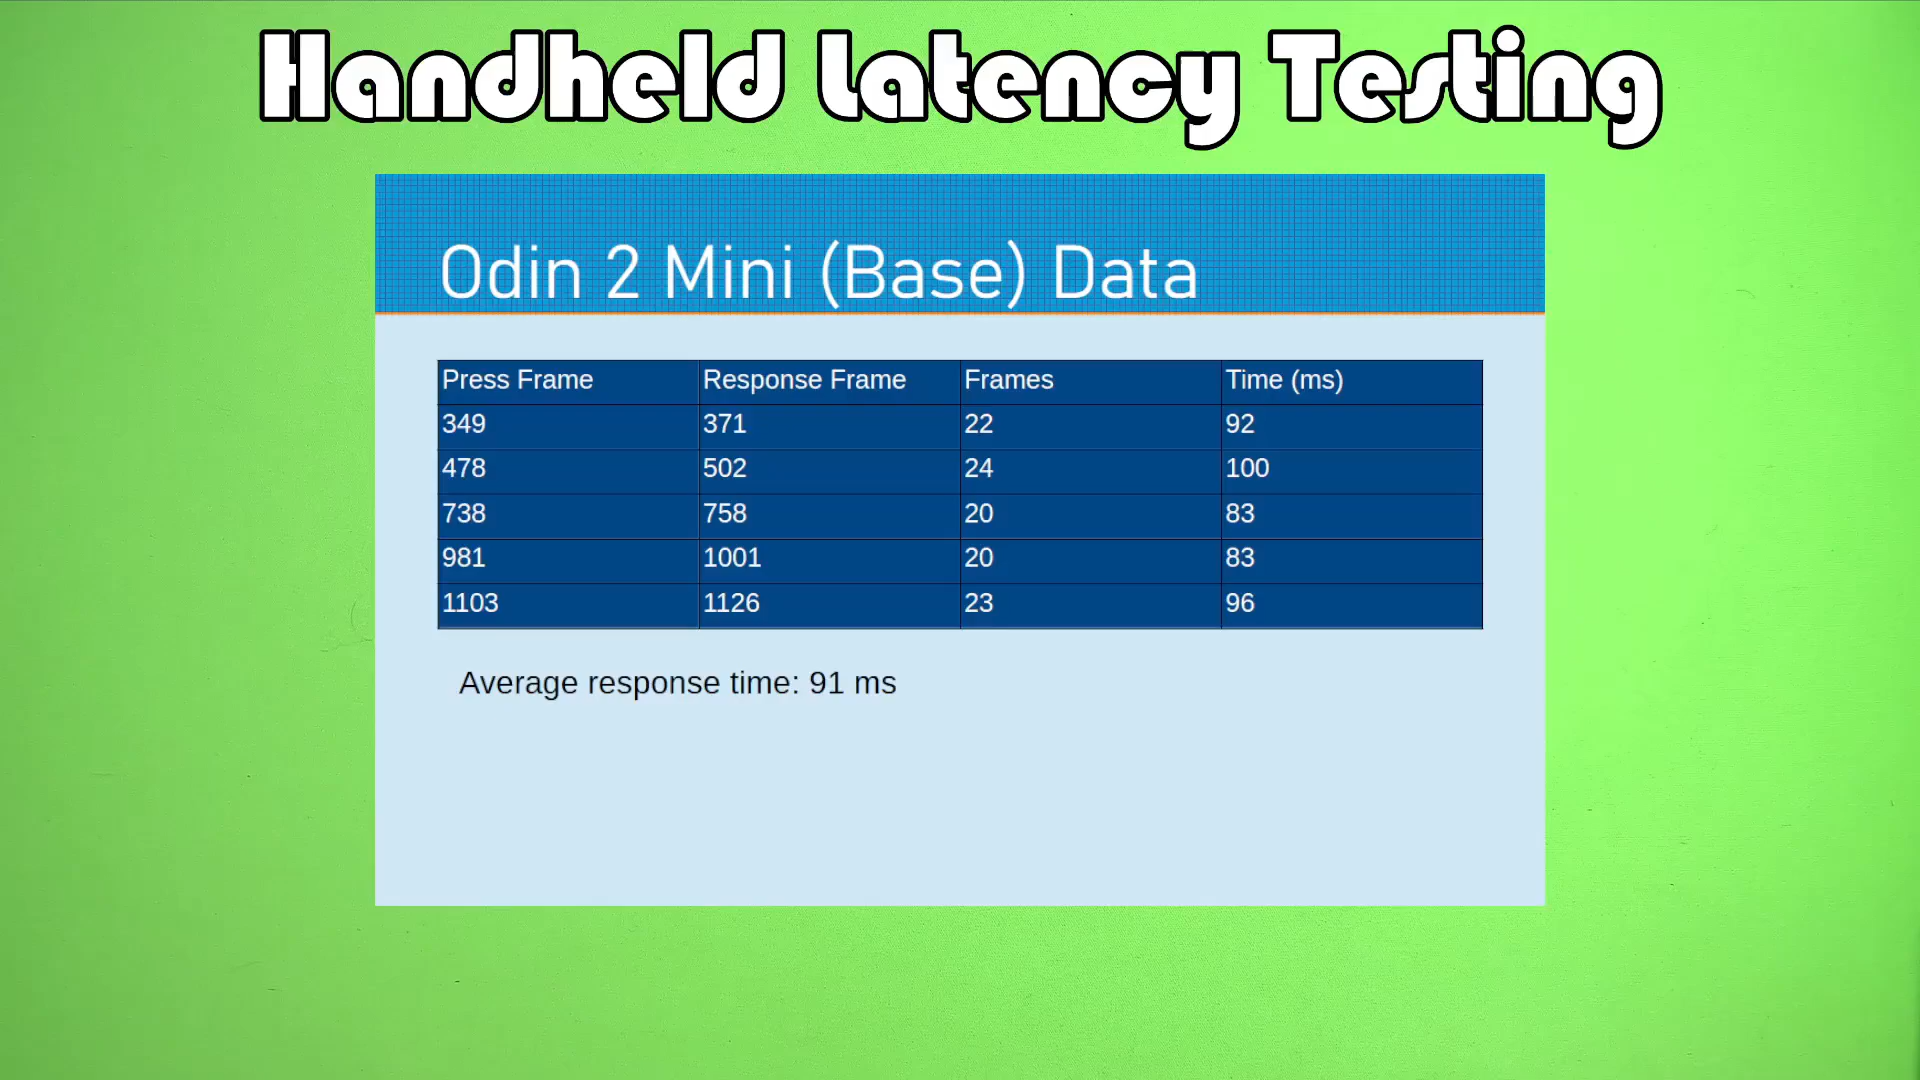 Handheld Latency Testing
Odin 2 Mini (Base) Data
Press Frame Response Frame Frames Time (ms)
349 371 22 92
478 502 24 100
738 758 20 83
981 1001 20 83
1103 1126 23 96
Average response time: 91 ms